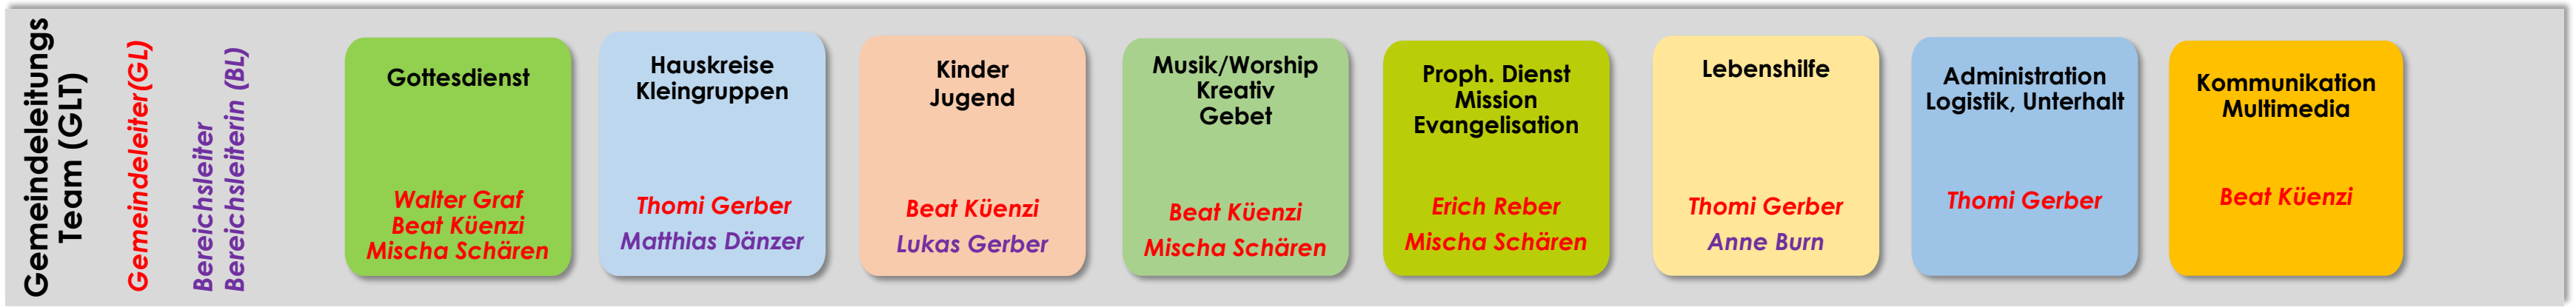 Gemeindeleitungs
Team (GLT)
Gemeindeleiter(GL)
Bereichsleiter
Bereichsleiterin (BL)
Gottesdienst
Walter Graf
Beat Küenzi
Mischa Schären
Hauskreise
Kleingruppen
Thomi Gerber
Matthias Dänzer
Kinder
Jugend
Beat Küenzi
Lukas Gerber
Musik/Worship
Kreativ
Gebet
Beat Küenzi
Mischa Schären
Proph. Dienst
Mission
Evangelisation
Erich Reber
Mischa Schären
Lebenshilfe
Thomi Gerber
Anne Burn
Administration
Logistik, Unterhalt
Thomi Gerber
Kommunikation
Multimedia
Beat Küenzi